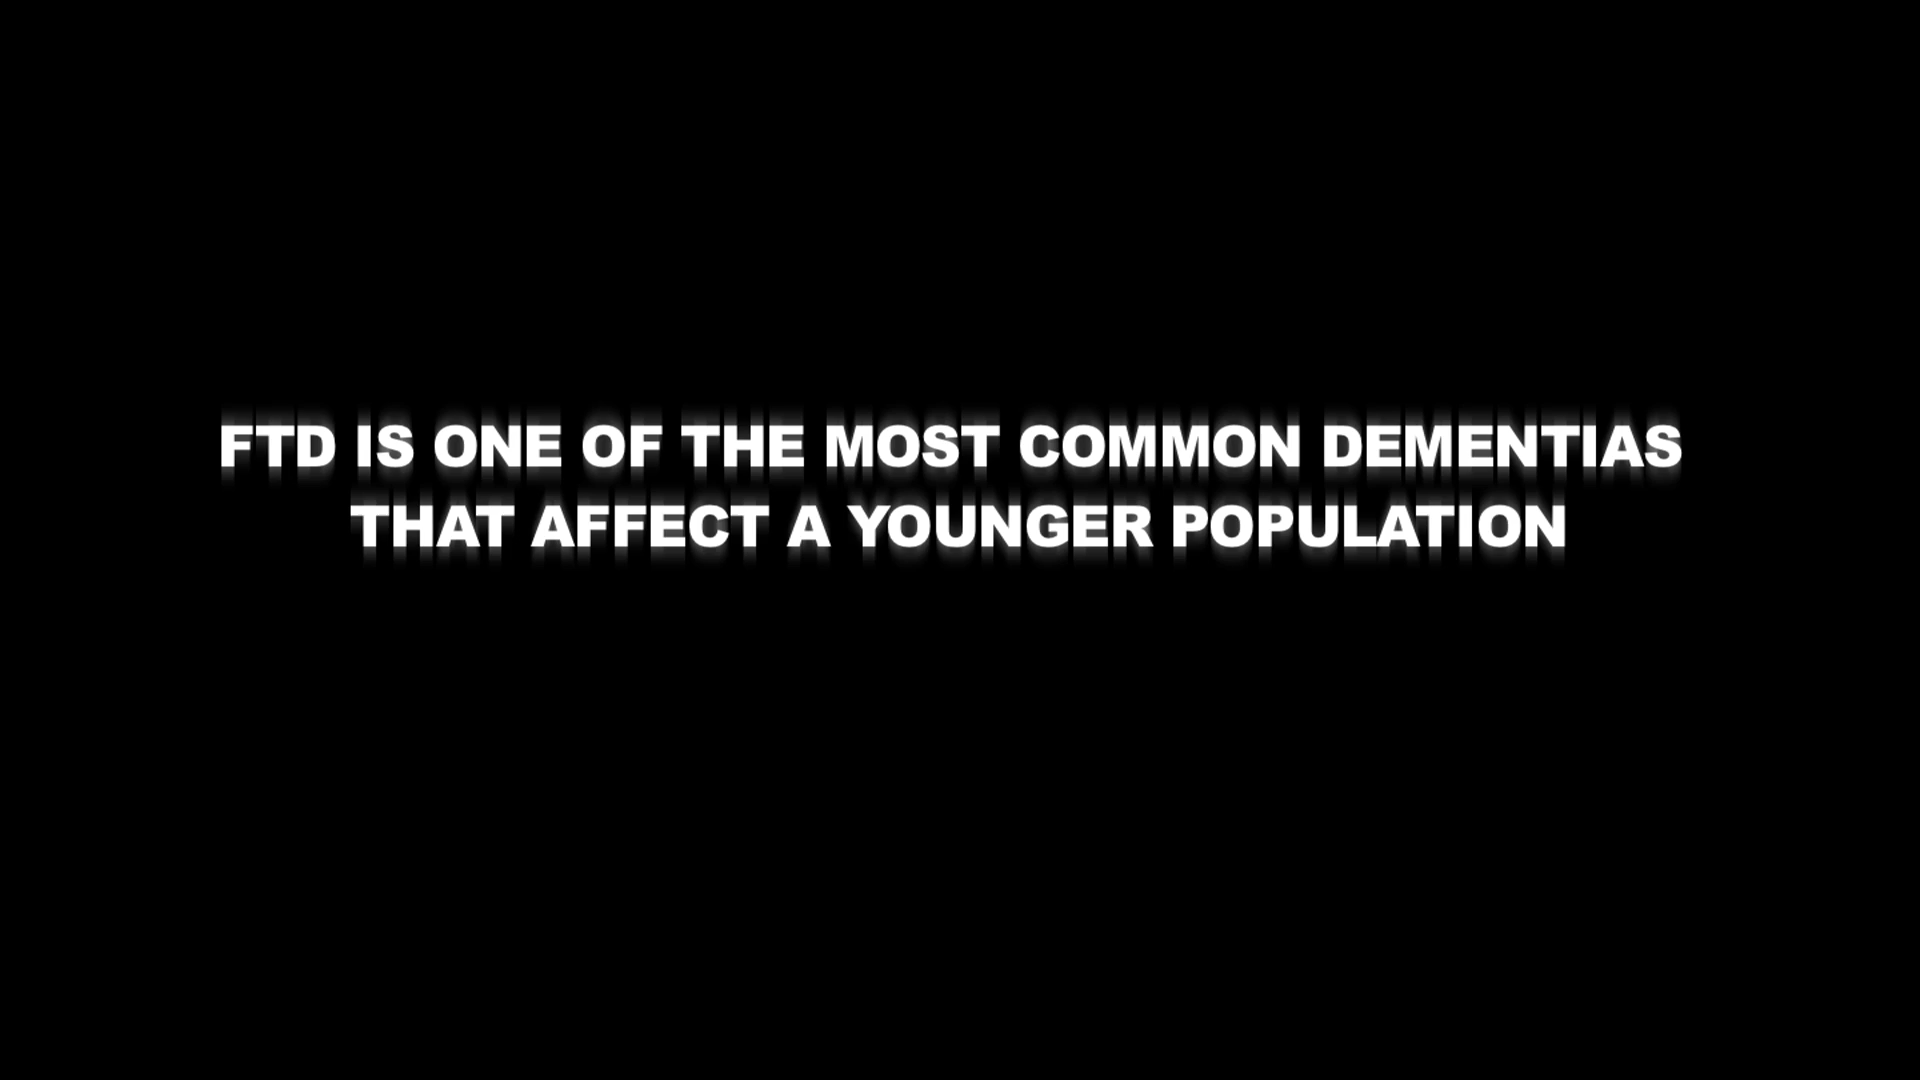 FTD IS ONE OF THE MOST COMMON DEMENTIAS
THAT AFFECT A YOUNGER POPULATION